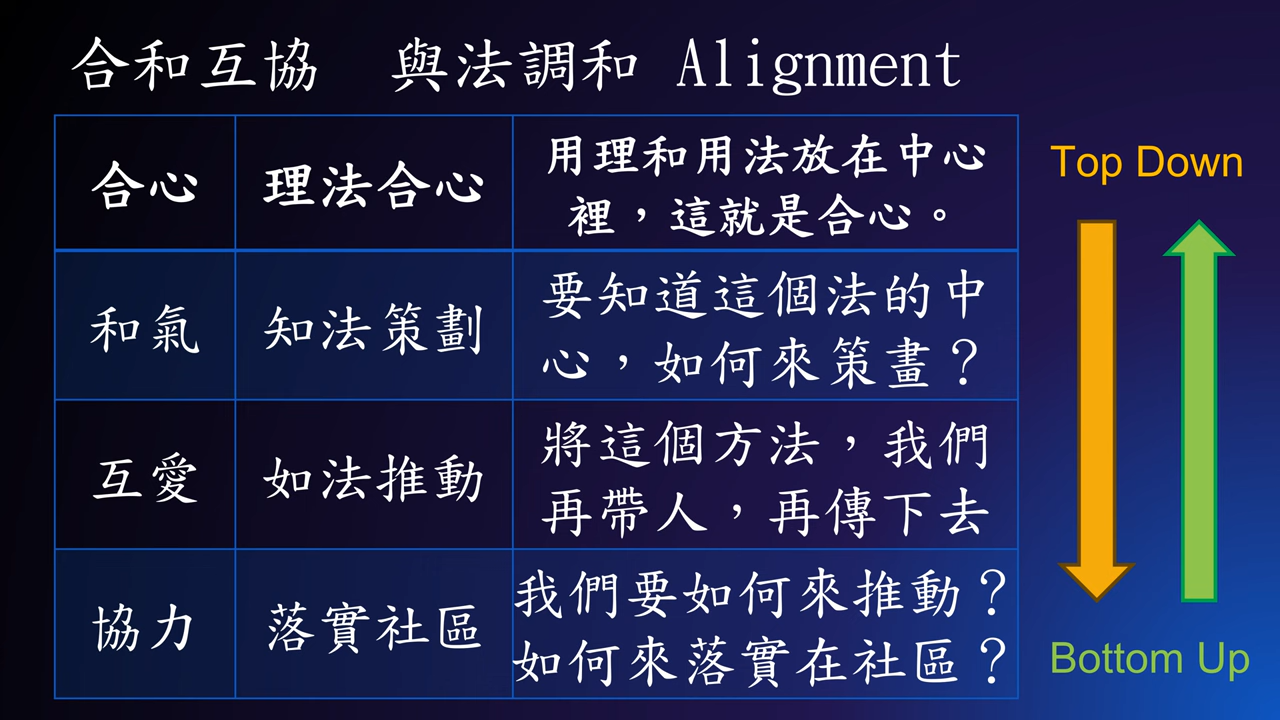 合和互協　與法調和 Alignment
合心
理法合心
用理和用法放在中心
裡，這就是合心。
和氣
知法策劃
要知道這個法的中
心，如何來策畫？
互愛
如法推動
將這個方法，我們
再帶人，再傳下去
協力
落實社區
我們要如何來推動？
如何來落實在社區？
Top Down
Bottom Up